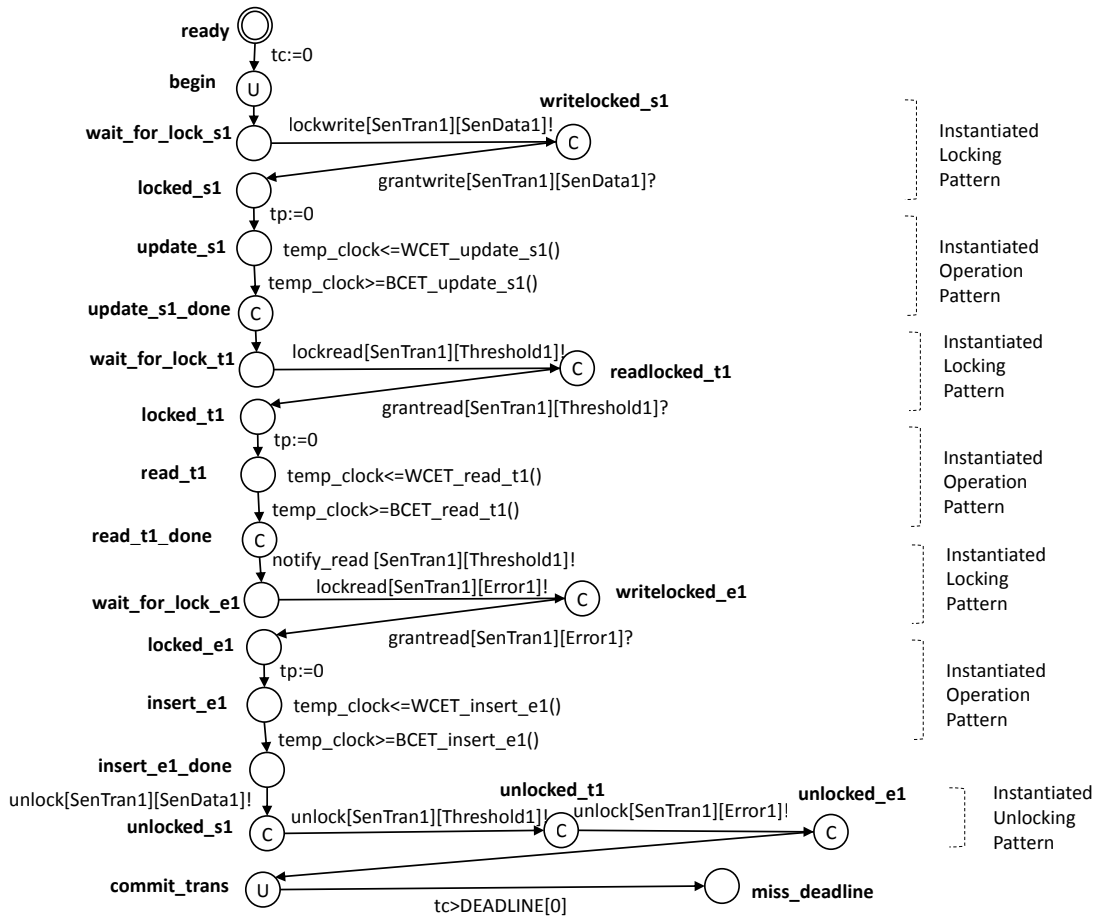 ready
tc:=0
begin
U
writelocked_s1
wait_for_lock_s1
lockwrite[SenTran1][SenData1]!
C
Instantiated
Locking
Pattern
locked_s1
grantwrite[SenTran1][SenData1]?
tp:=0
update_s1
temp_clock<=WCET_update_s1()
Instantiated
Operation
Pattern
temp_clock>=BCET_update_s1()
update_s1_done
C
wait_for_lock_t1
lockread[SenTran1][Threshold1]!
C
readlocked_t1
Instantiated
Locking
Pattern
locked_t1
grantread[SenTran1][Threshold1]?
tp:=0
read_t1
temp_clock<=WCET_read_t1()
Instantiated
Operation
Pattern
temp_clock>=BCET_read_t1()
read_t1_done
C
notify_read [SenTran1][Threshold1]!
wait_for_lock_e1
lockread[SenTran1][Error1]!
C
writelocked_e1
Instantiated
Locking
Pattern
locked_e1
grantread[SenTran1][Error1]?
tp:=0
insert_e1
temp_clock<=WCET_insert_e1()
Instantiated
Operation
Pattern
temp_clock>=BCET_insert_e1()
insert_e1_done
unlock[SenTran1][SenData1]!
unlocked_s1
C
unlock[SenTran1][Threshold1]!
unlocked_t1
C
unlock[SenTran1][Error1]!
unlocked_e1
C
Instantiated
Unlocking
Pattern
commit_trans
U
tc>DEADLINE[0]
miss_deadline